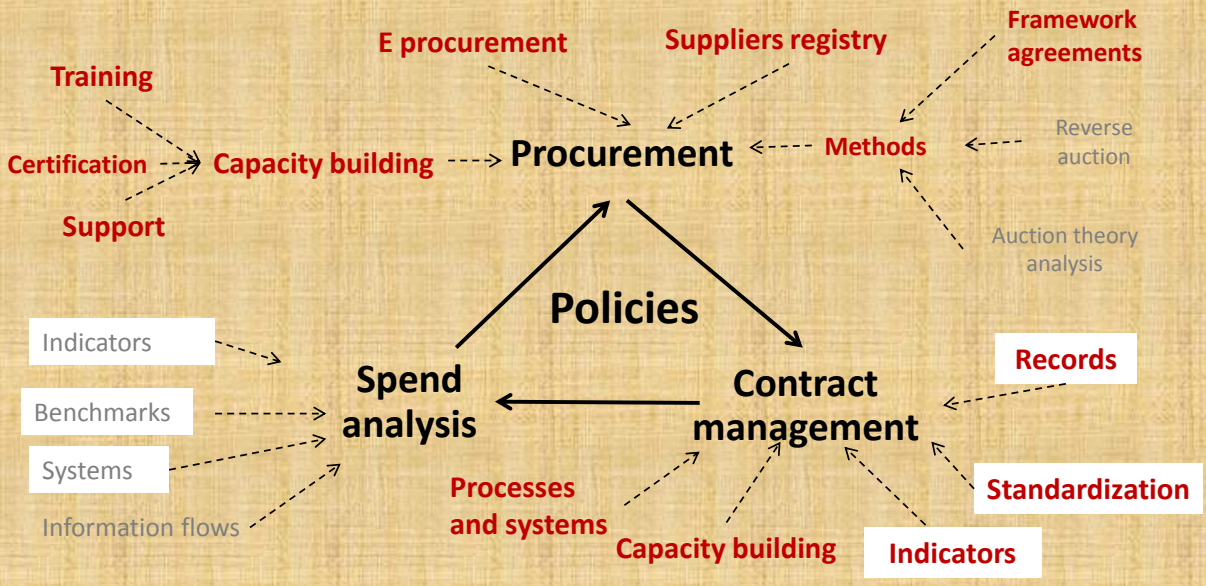 Framework
agreements
E procurement
Suppliers registry
Training
Reverse
auction
Certification
Capacity building
Procurement
Methods
Support
Auction theory
analysis
Policies
Indicators
Records
Spend
analysis
Contract
management
Benchmarks
Systems
Processes
and systems
Standardization
Information flows
Capacity building
Indicators